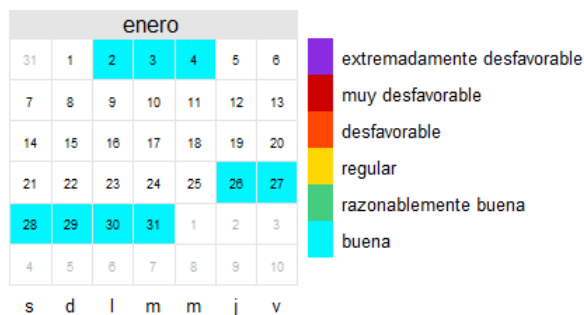 enero
31 1 2 3 4 5 6
7 8 9 10 11 12 13
14 15 16 17 18 19 20
21 22 23 24 25 26 27
28 29 30 31 1 2 3
4 5 6 7 8 9 10
s d l m m j v
extremadamente desfavorable
muy desfavorable
desfavorable
regular
razonablemente buena
buena